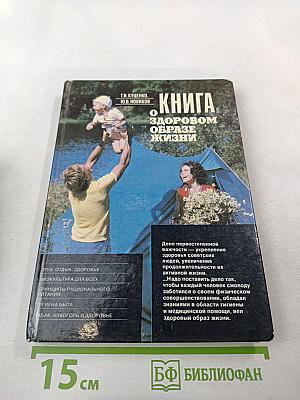 Г.И. КУЦЕНКО,
Ю.В. НОВИКОВ
КНИГА
О
ЗДОРОВОМ
ОБРАЗЕ
ЖИЗНИ
ТРУД, ОТДЫХ, ЗДОРОВЬЕ
ФИЗКУЛЬТУРА ДЛЯ ВСЕХ
ПРИНЦИПЫ РАЦИОНАЛЬНОГО
ПИТАНИЯ
ГИГИЕНА БЫТА
ТАБАК, АЛКОГОЛЬ И ЗДОРОВЬЕ
Дело первостепенной
важности — укрепление
здоровья советских
людей, увеличение
продолжительности их
активной жизни.
...Надо поставить дело так,
чтобы каждый человек смолоду
заботился о своем физическом
совершенствовании, обладал
знаниями в области гигиены
и медицинской помощи, вел
здоровый образ жизни.
15 см
БФ БИБЛИОФАН